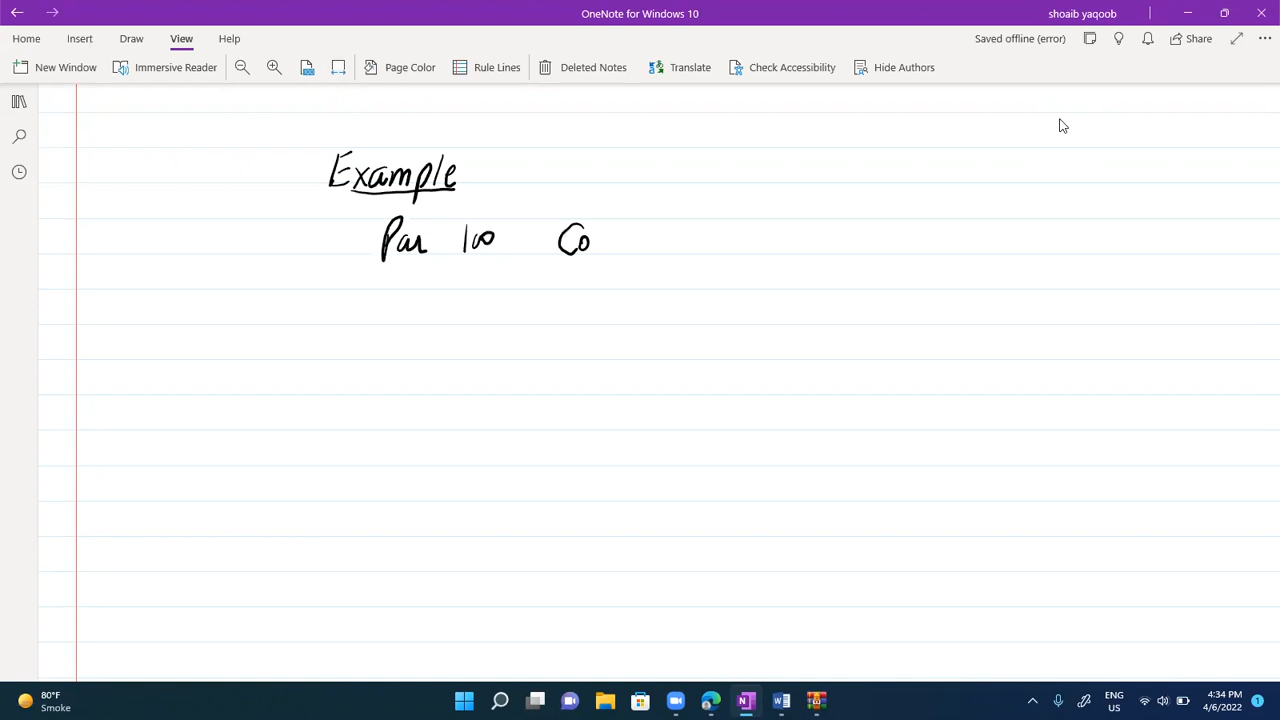 OneNote for Windows 10
shoaib yaqoob
Home Insert Draw View Help
Saved offline (error) Share
New Window Immersive Reader Page Color Rule Lines Deleted Notes Translate Check Accessibility Hide Authors
Example
Par 100 Co
80°F
Smoke
ENG
US
4:34 PM
4/6/2022
1